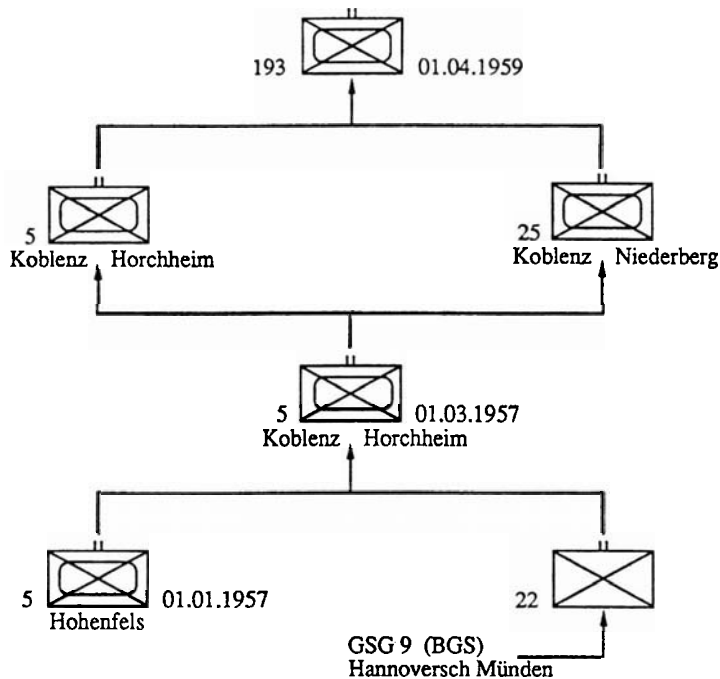 193 01.04.1959
5 25
Koblenz Horchheim Koblenz Niederberg
5 01.03.1957
Koblenz Horchheim
5 01.01.1957 22
Hohenfels
GSG 9 (BGS)
Hannoversch Münden